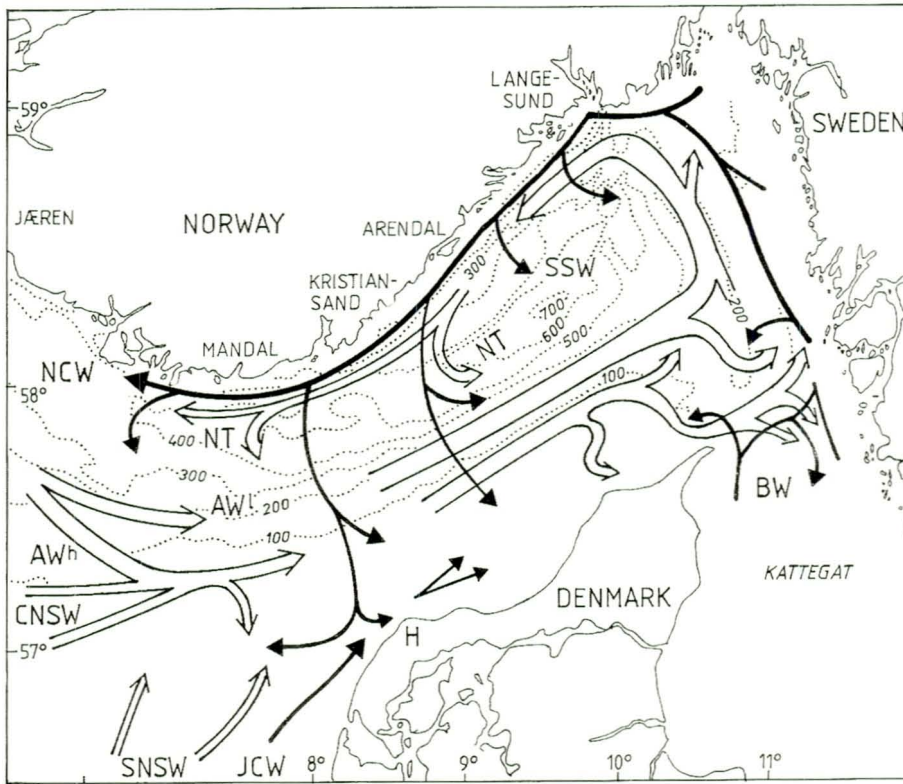 LANGE-
SUND
59°
SWEDEN
JÆREN
NORWAY
ARENDAL
300
SSW
KRISTIAN-
SAND
700
600
500
200
NT
MANDAL
NCW
58°
100
400
NT
300
AWl
200
BW
100
AWh
KATTEGAT
CNSW
DENMARK
H
57°
SNSW
JCW
8°
9°
10°
11°